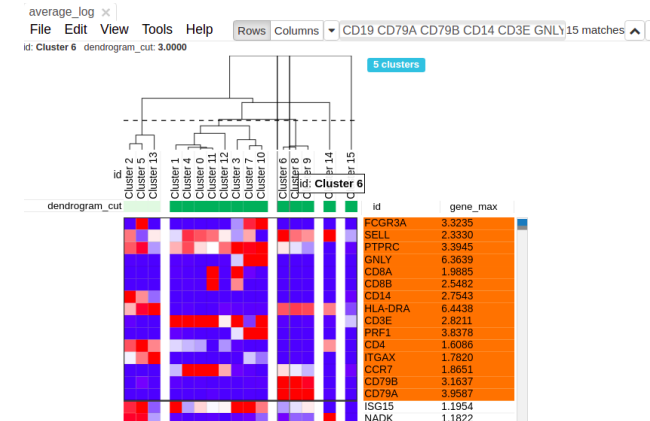 average_log ×
File Edit View Tools Help Rows Columns CD19 CD79A CD79B CD14 CD3E GNLY 15 matches
id: Cluster 6 dendrogram_cut: 3.0000
5 clusters
id
Cluster 2
Cluster 5
Cluster 13
Cluster 1
Cluster 4
Cluster 0
Cluster 11
Cluster 12
Cluster 3
Cluster 7
Cluster 10
Cluster 6
Cluster 8
Cluster 9
Cluster 14
Cluster 15
id: Cluster 6
dendrogram_cut id gene_max
FCGR3A 3.3235
SELL 2.3330
PTPRC 3.3945
GNLY 6.3639
CD8A 1.9885
CD8B 2.5482
CD14 2.7543
HLA-DRA 6.4438
CD3E 2.8211
PRF1 3.8378
CD4 1.6086
ITGAX 1.7820
CCR7 1.8651
CD79B 3.1637
CD79A 3.9587
ISG15 1.1954
NADK 1.1822